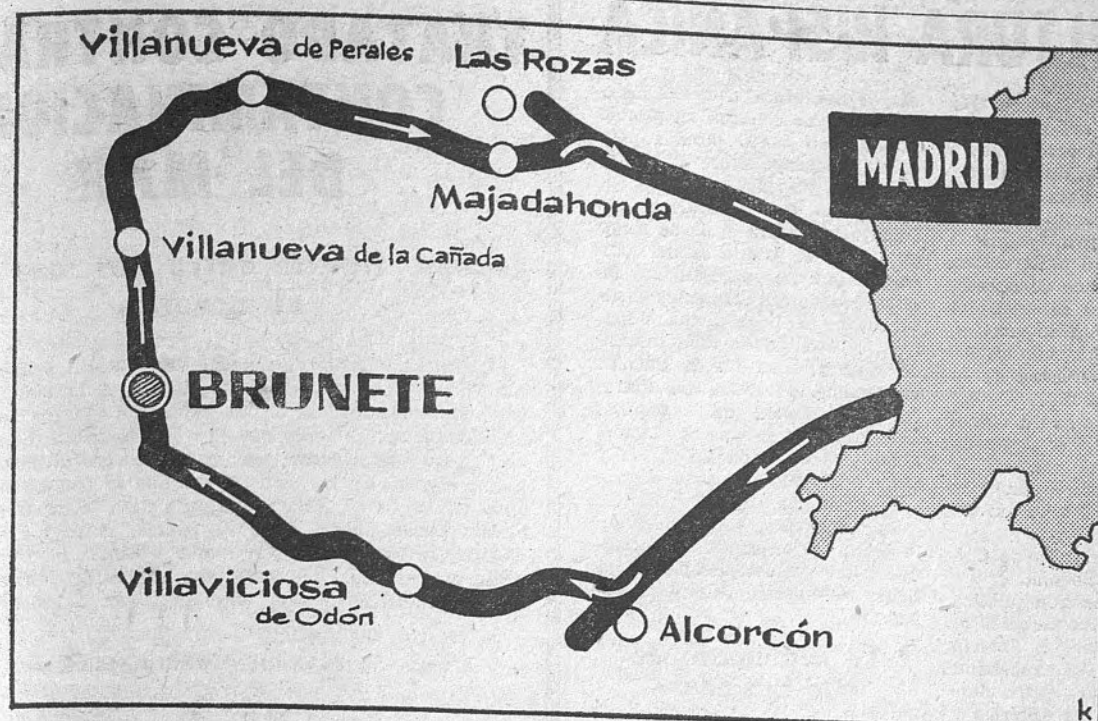 Villanueva de Perales
Las Rozas
MADRID
Majadahonda
Villanueva de la Cañada
BRUNETE
Villaviciosa
de Odón
Alcorcón
k